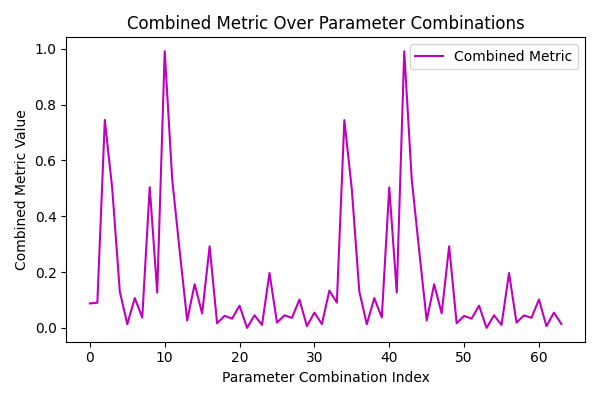 Combined Metric Over Parameter Combinations
Combined Metric
Combined Metric Value
1.0
0.8
0.6
0.4
0.2
0.0
0 10 20 30 40 50 60
Parameter Combination Index